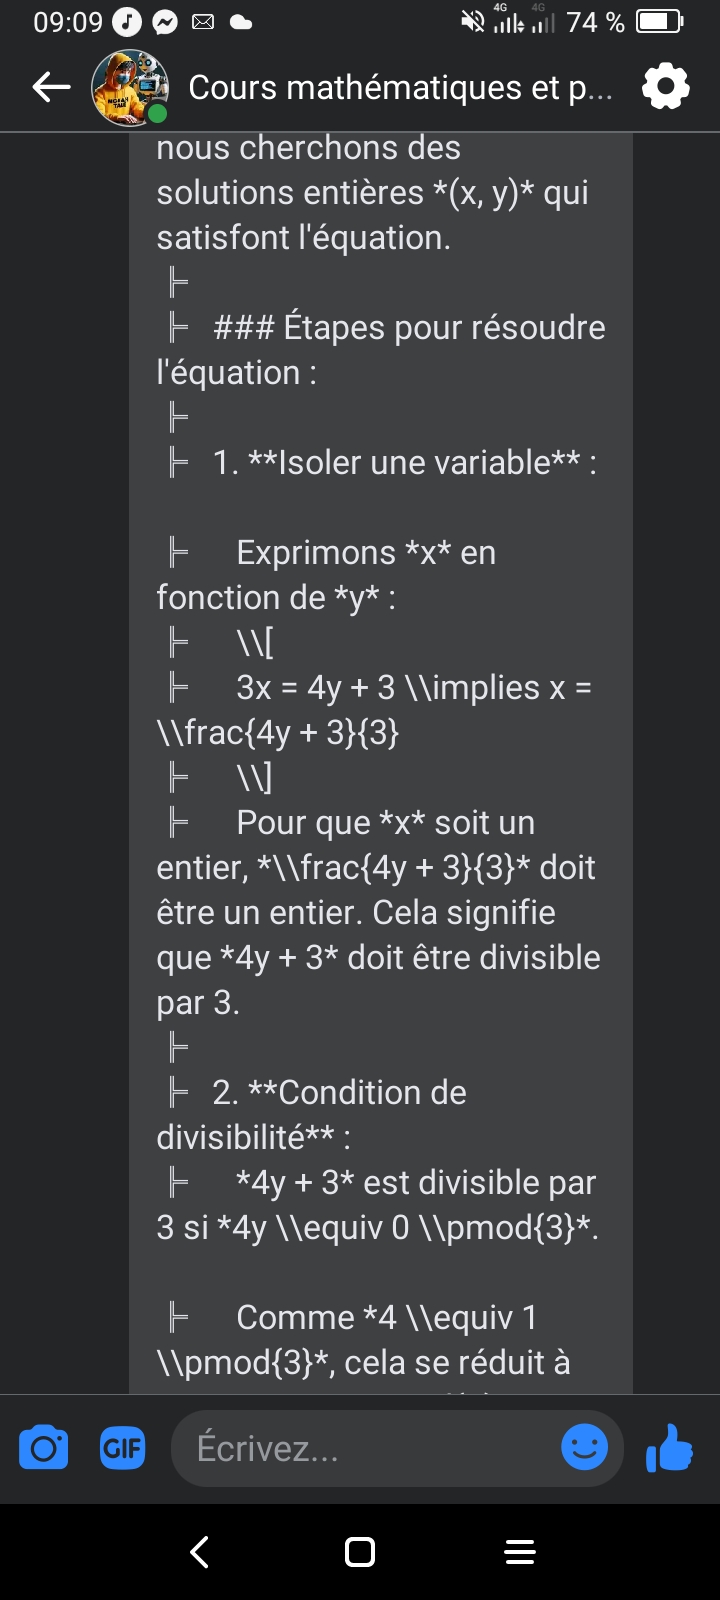 09:09
4G 4G 74 %
Cours mathématiques et p...
nous cherchons des
solutions entières *(x, y)* qui
satisfont l'équation.
╠
╠ ### Étapes pour résoudre
l'équation :
╠
╠ 1. **Isoler une variable** :
╠ Exprimons *x* en
fonction de *y* :
╠ \\[
╠ 3x = 4y + 3 \\implies x =
\\frac{4y + 3}{3}
╠ \\]
╠ Pour que *x* soit un
entier, *\\frac{4y + 3}{3}* doit
être un entier. Cela signifie
que *4y + 3* doit être divisible
par 3.
╠
╠ 2. **Condition de
divisibilité** :
╠ *4y + 3* est divisible par
3 si *4y \\equiv 0 \\pmod{3}*.
╠ Comme *4 \\equiv 1
\\pmod{3}*, cela se réduit à
GIF
Écrivez...